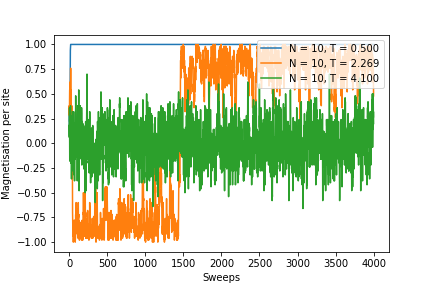 1.00
0.75
0.50
0.25
0.00
−0.25
−0.50
−0.75
−1.00
Magnetisation per site
N = 10, T = 0.500
N = 10, T = 2.269
N = 10, T = 4.100
0 500 1000 1500 2000 2500 3000 3500 4000
Sweeps